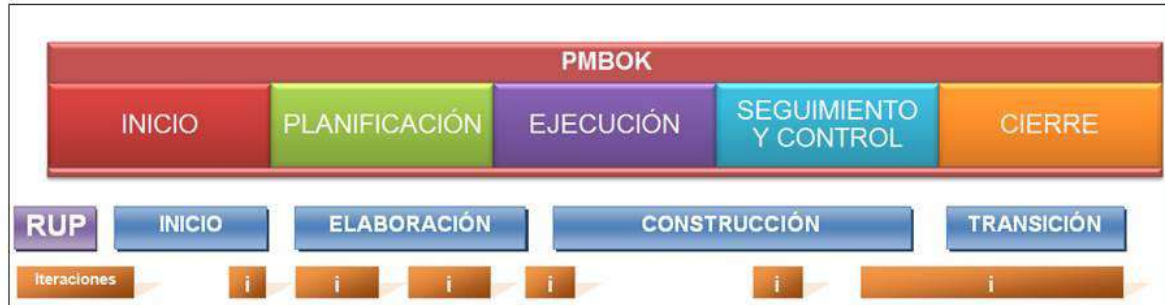 PMBOK
INICIO
PLANIFICACIÓN
EJECUCIÓN
SEGUIMIENTO
Y CONTROL
CIERRE
RUP
INICIO
ELABORACIÓN
CONSTRUCCIÓN
TRANSICIÓN
Iteraciones
i
i
i
i
i
i